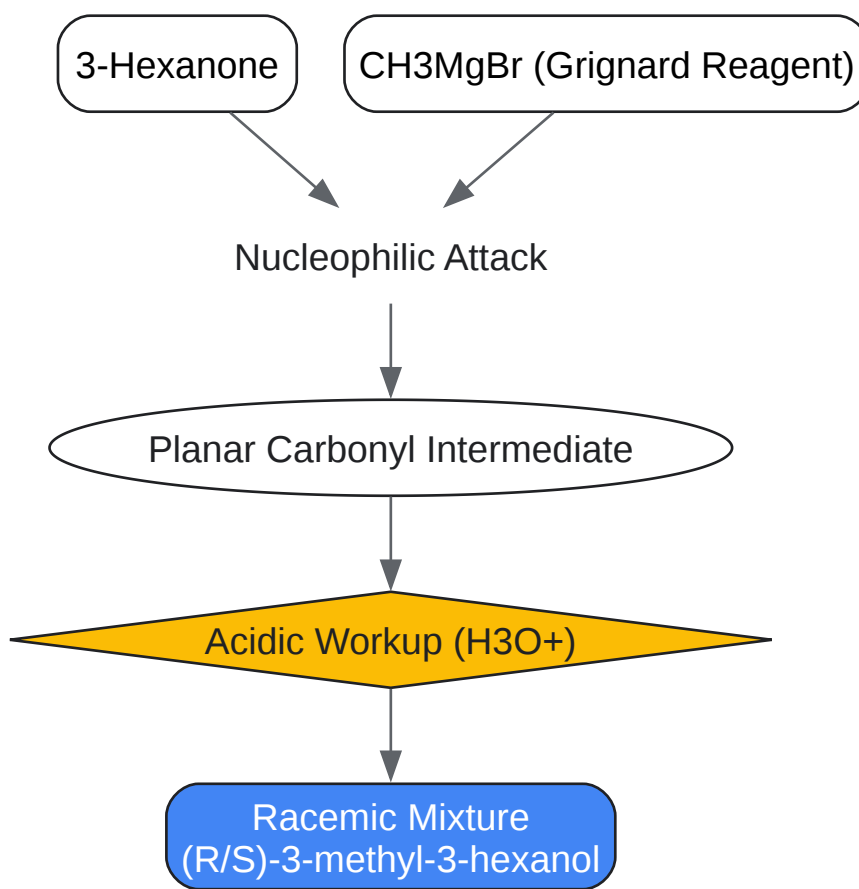 3-Hexanone
CH3MgBr (Grignard Reagent)
Nucleophilic Attack
Planar Carbonyl Intermediate
Acidic Workup (H3O+)
Racemic Mixture
(R/S)-3-methyl-3-hexanol